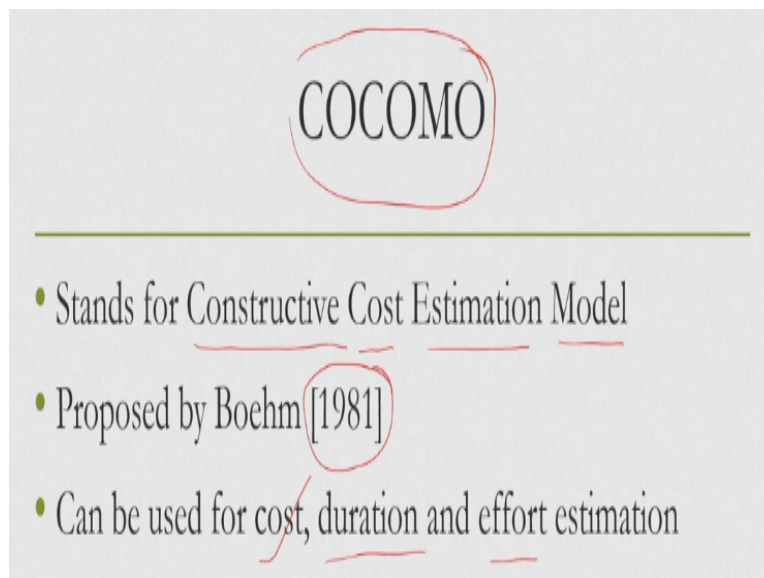 COCOMO
• Stands for Constructive Cost Estimation Model
• Proposed by Boehm [1981]
• Can be used for cost, duration and effort estimation